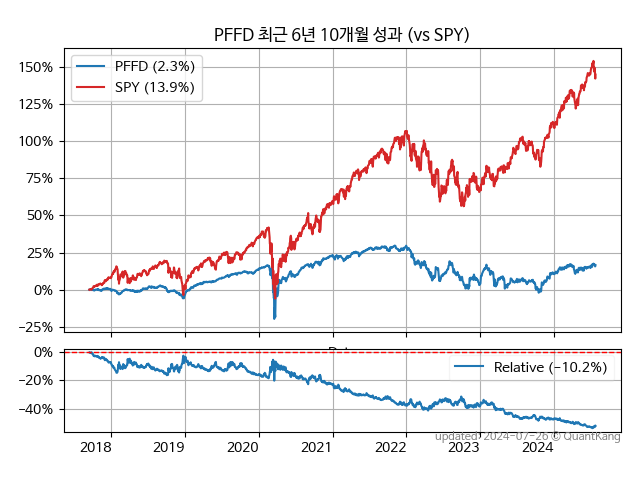 PFFD 최근 6년 10개월 성과 (vs SPY)
PFFD (2.3%)
SPY (13.9%)
150%
125%
100%
75%
50%
25%
0%
−25%
0%
−20%
−40%
Relative (−10.2%)
2018 2019 2020 2021 2022 2023 2024
updated: 2024-07-26 © QuantKang